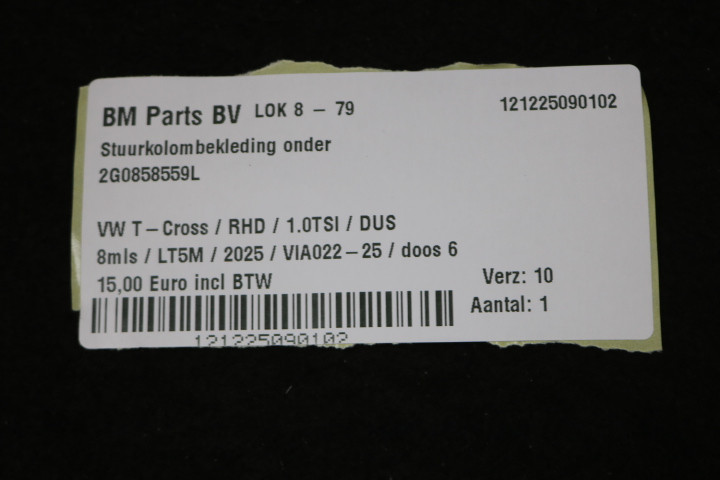 BM Parts BV LOK 8 - 79 121225090102
Stuurkolombekleding onder
2G0858559L
VW T-Cross / RHD / 1.0TSI / DUS
8mls / LT5M / 2025 / VIA022-25 / doos 6
15,00 Euro incl BTW Verz: 10
Aantal: 1
121225090102